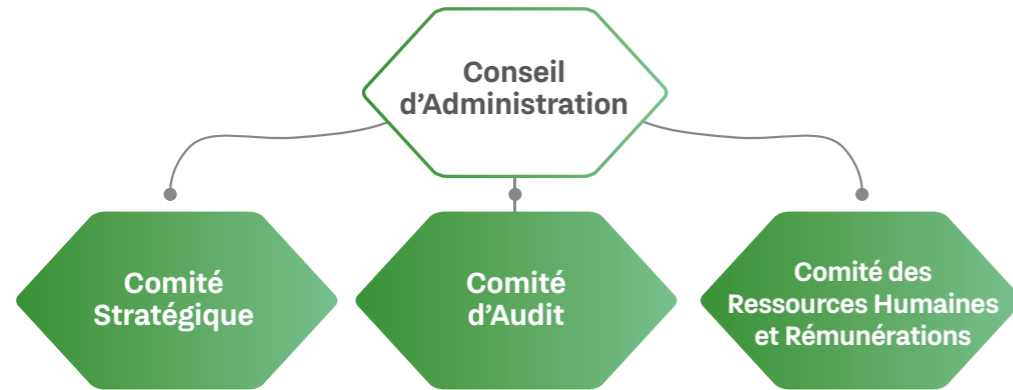 Conseil
d'Administration
Comité
Stratégique
Comité
d'Audit
Comité des
Ressources Humaines
et Rémunérations